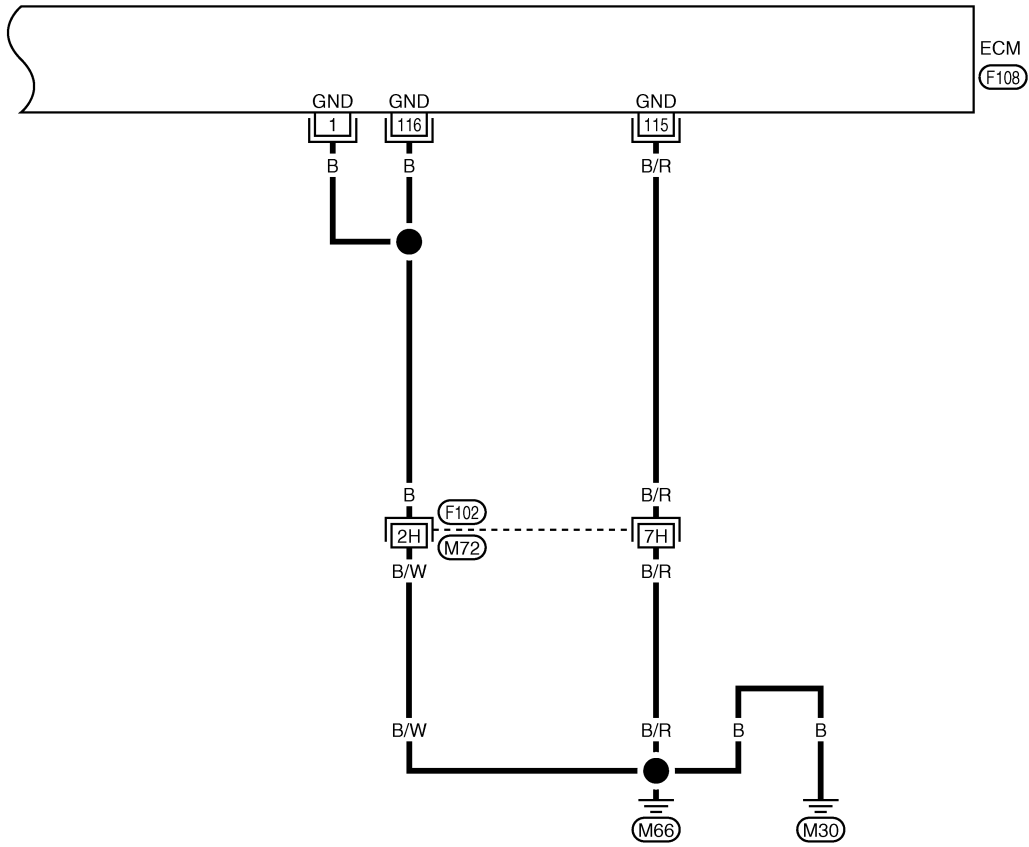 ECM
F108
GND GND GND
1 116 115
B B B/R
B B/R
F102
2H 7H
M72
B/W B/R
B/W B/R B B
M66 M30